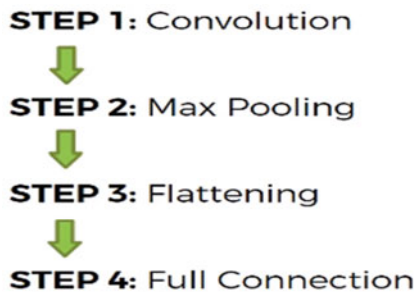 STEP 1: Convolution
STEP 2: Max Pooling
STEP 3: Flattening
STEP 4: Full Connection